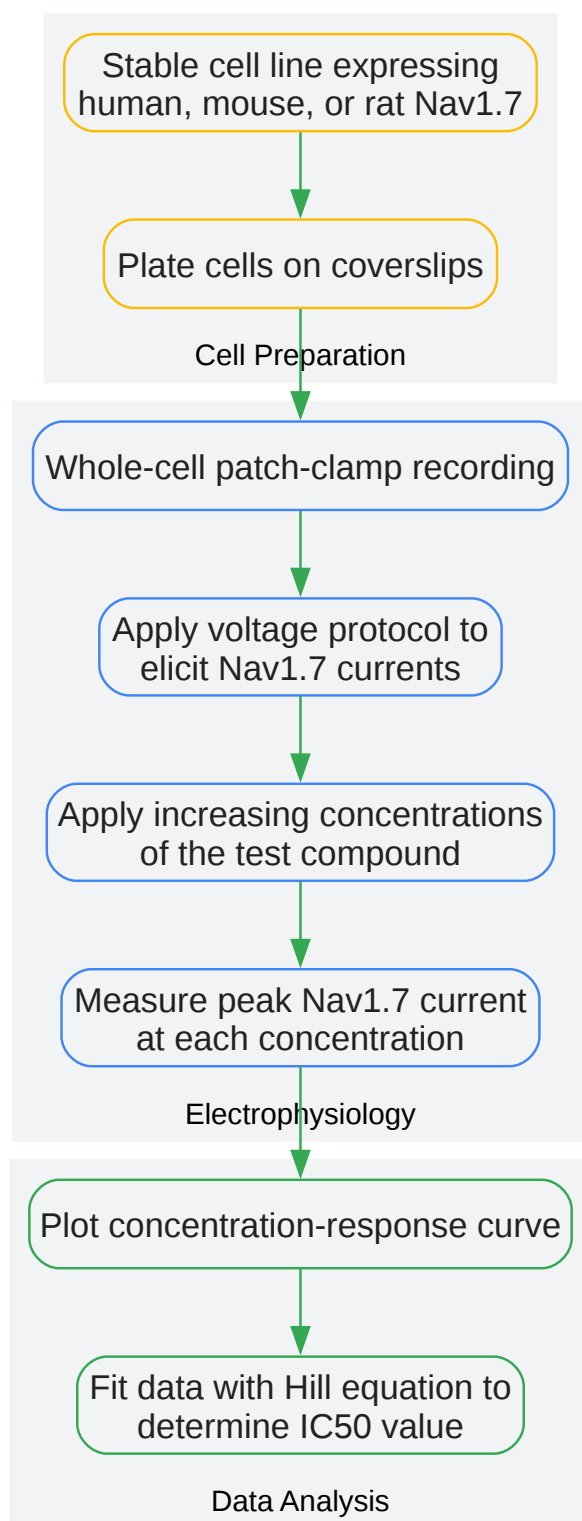 Stable cell line expressing
human, mouse, or rat Nav1.7
Plate cells on coverslips
Cell Preparation
Whole-cell patch-clamp recording
Apply voltage protocol to
elicit Nav1.7 currents
Apply increasing concentrations
of the test compound
Measure peak Nav1.7 current
at each concentration
Electrophysiology
Plot concentration-response curve
Fit data with Hill equation to
determine IC50 value
Data Analysis